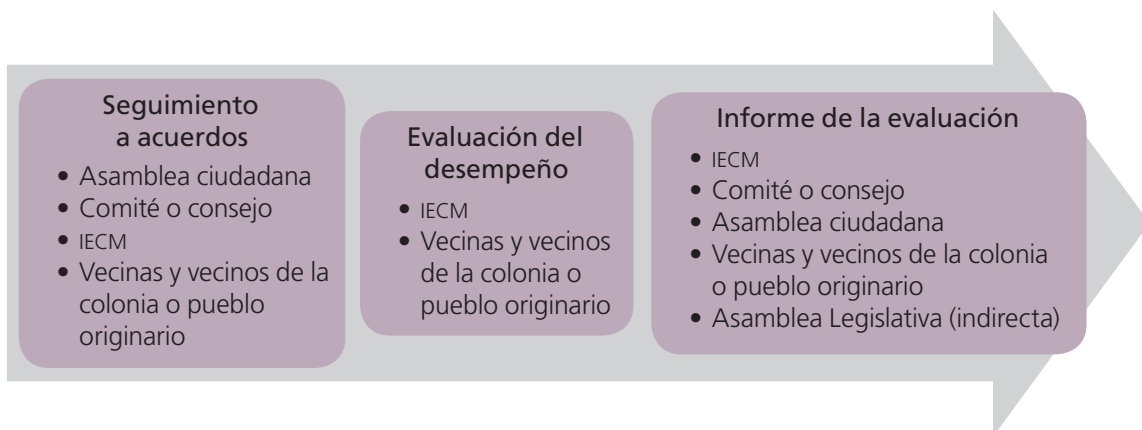 Seguimiento
a acuerdos
• Asamblea ciudadana
• Comité o consejo
• IECM
• Vecinas y vecinos de la
colonia o pueblo
originario
Evaluación del
desempeño
• IECM
• Vecinas y vecinos
de la colonia o
pueblo originario
Informe de la evaluación
• IECM
• Comité o consejo
• Asamblea ciudadana
• Vecinas y vecinos de la colonia
o pueblo originario
• Asamblea Legislativa (indirecta)